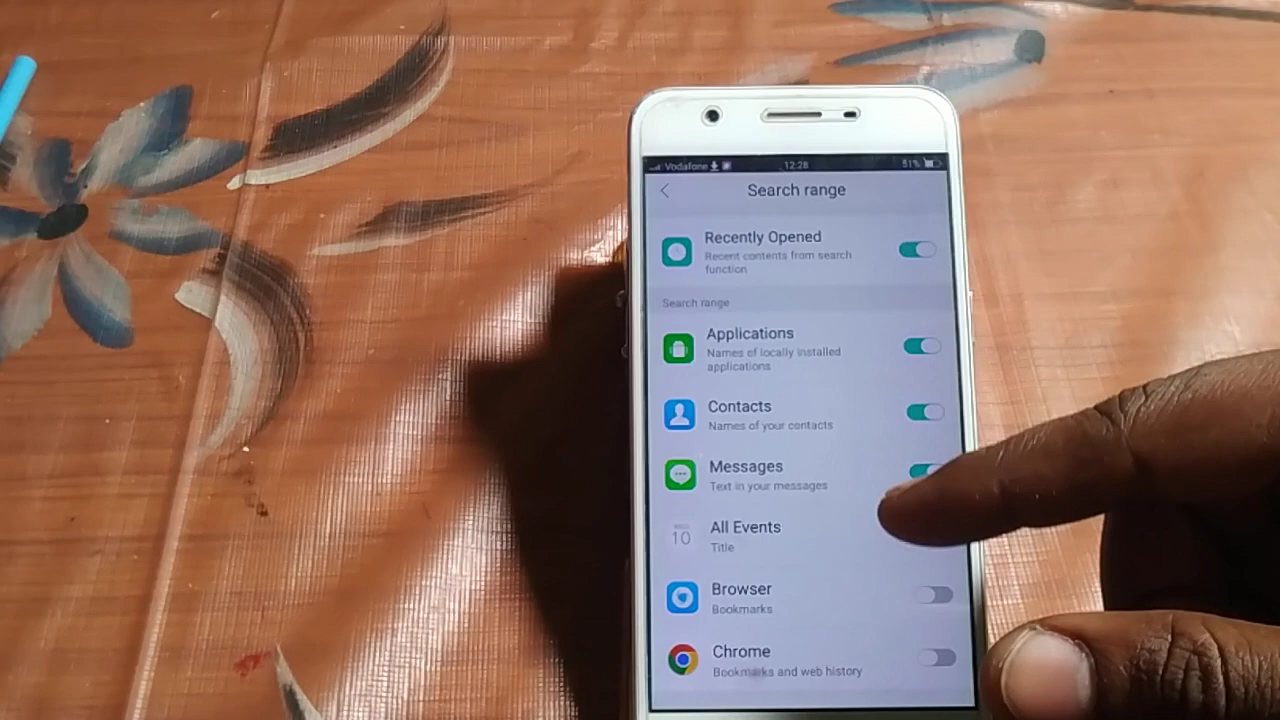 Vodafone 12:28 51%
Search range
Recently Opened
Recent contents from search
function
Search range
Applications
Names of locally installed
applications
Contacts
Names of your contacts
Messages
Text in your messages
10
All Events
Title
Browser
Bookmarks
Chrome
Bookmarks and web history